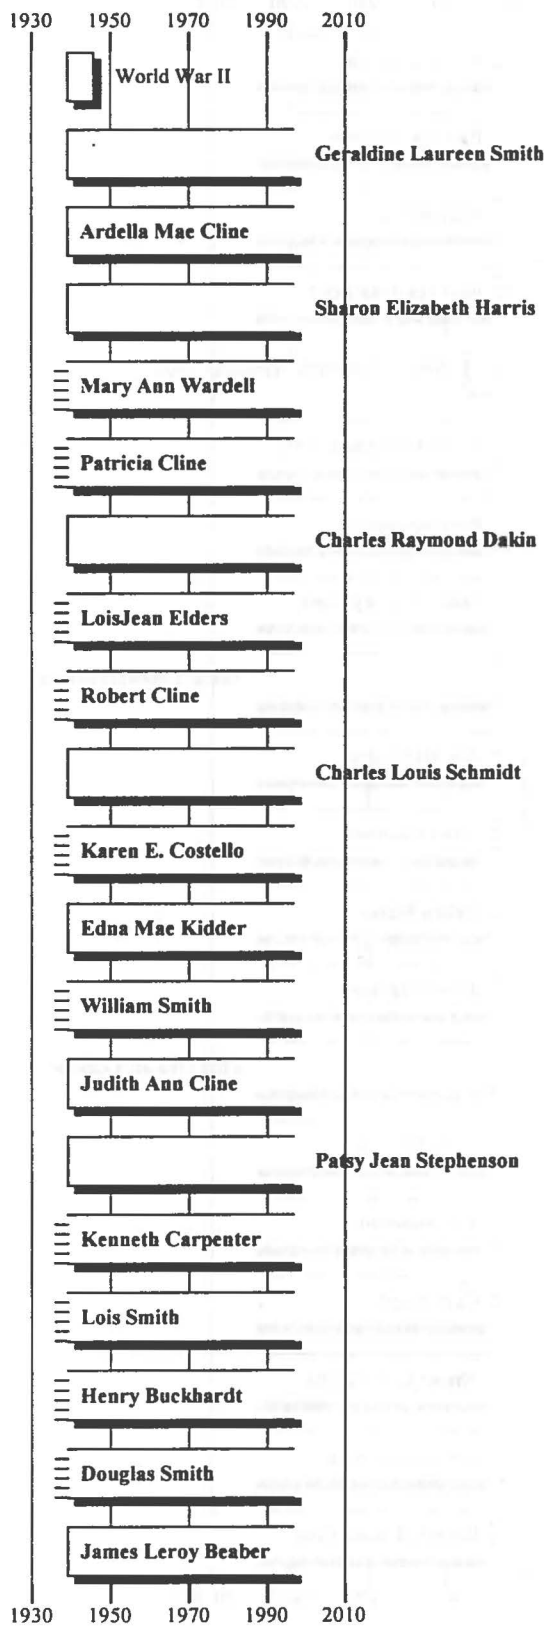 1930 1950 1970 1990 2010
World War II
Geraldine Laureen Smith
Ardella Mae Cline
Sharon Elizabeth Harris
Mary Ann Wardell
Patricia Cline
Charles Raymond Dakin
LoisJean Elders
Robert Cline
Charles Louis Schmidt
Karen E. Costello
Edna Mae Kidder
William Smith
Judith Ann Cline
Patsy Jean Stephenson
Kenneth Carpenter
Lois Smith
Henry Buckhardt
Douglas Smith
James Leroy Beaber
1930 1950 1970 1990 2010